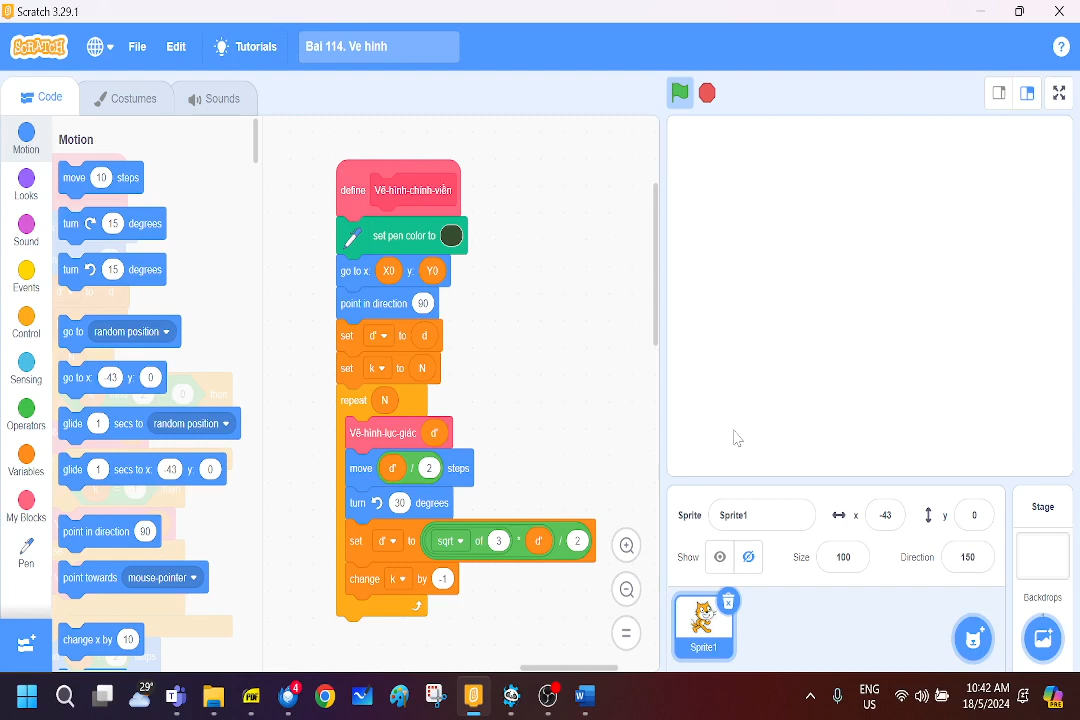 Scratch 3.29.1
SCRATCH
File
Edit
Tutorials
Bai 114. Ve hinh
?
Code
Costumes
Sounds
Motion
Looks
Sound
Events
Control
Sensing
Operators
Variables
My Blocks
Pen
Motion
move 10 steps
turn 15 degrees
turn 15 degrees
go to random position
go to x: -43 y: 0
glide 1 secs to random position
glide 1 secs to x: -43 y: 0
point in direction 90
point towards mouse-pointer
change x by 10
define Vẽ-hình-chính-viễn
set pen color to
go to x: X0 y: Y0
point in direction 90
set d' to d
set k to N
repeat N
Vẽ-hình-lục-giác d'
move d' / 2 steps
turn 30 degrees
set d' to sqrt of 3 * d' / 2
change k by -1
Sprite Sprite1 x -43 y 0
Show Size 100 Direction 150
Sprite1
Stage
Backdrops
29°
4
PDF
PRE
ENG
US
10:42 AM
18/5/2024